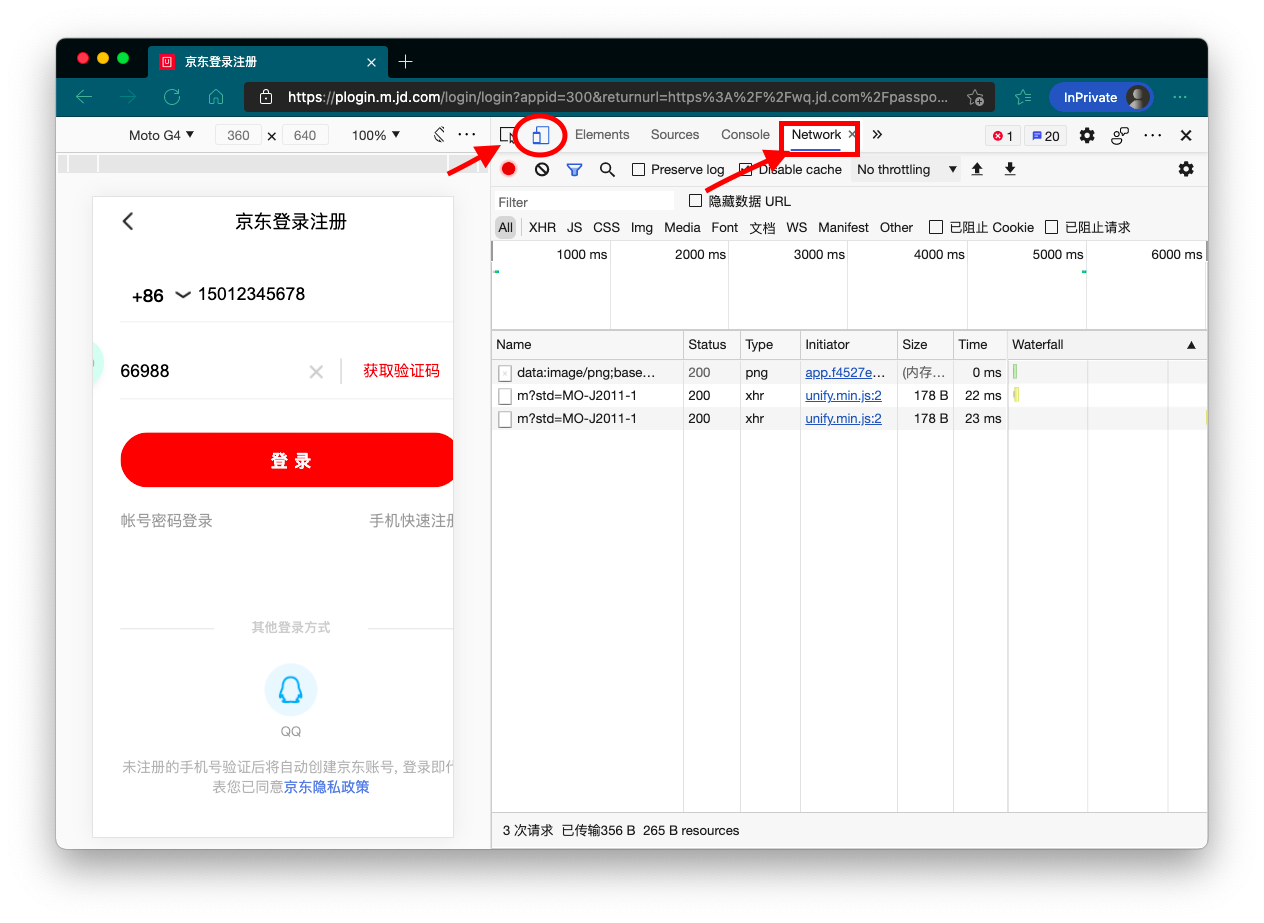 京东登录注册
https://plogin.m.jd.com/login/login?appid=300&returnurl=https%3A%2F%2Fwq.jd.com%2Fpasspo...
InPrivate
Moto G4 ▼ 360 × 640 100% ▼
Elements Sources Console Network × » 1 20
Preserve log Disable cache No throttling ▼
Filter 隐藏数据 URL
All XHR JS CSS Img Media Font 文档 WS Manifest Other 已阻止 Cookie 已阻止请求
1000 ms 2000 ms 3000 ms 4000 ms 5000 ms 6000 ms
Name Status Type Initiator Size Time Waterfall ▲
data:image/png;base... 200 png app.f4527e... (内存... 0 ms
m?std=MO-J2011-1 200 xhr unify.min.js:2 178 B 22 ms
m?std=MO-J2011-1 200 xhr unify.min.js:2 178 B 23 ms
3 次请求 已传输356 B 265 B resources
京东登录注册
+86 15012345678
66988 获取验证码
登录
帐号密码登录 手机快速注册
其他登录方式
QQ
未注册的手机号验证后将自动创建京东账号, 登录即代
表您已同意京东隐私政策